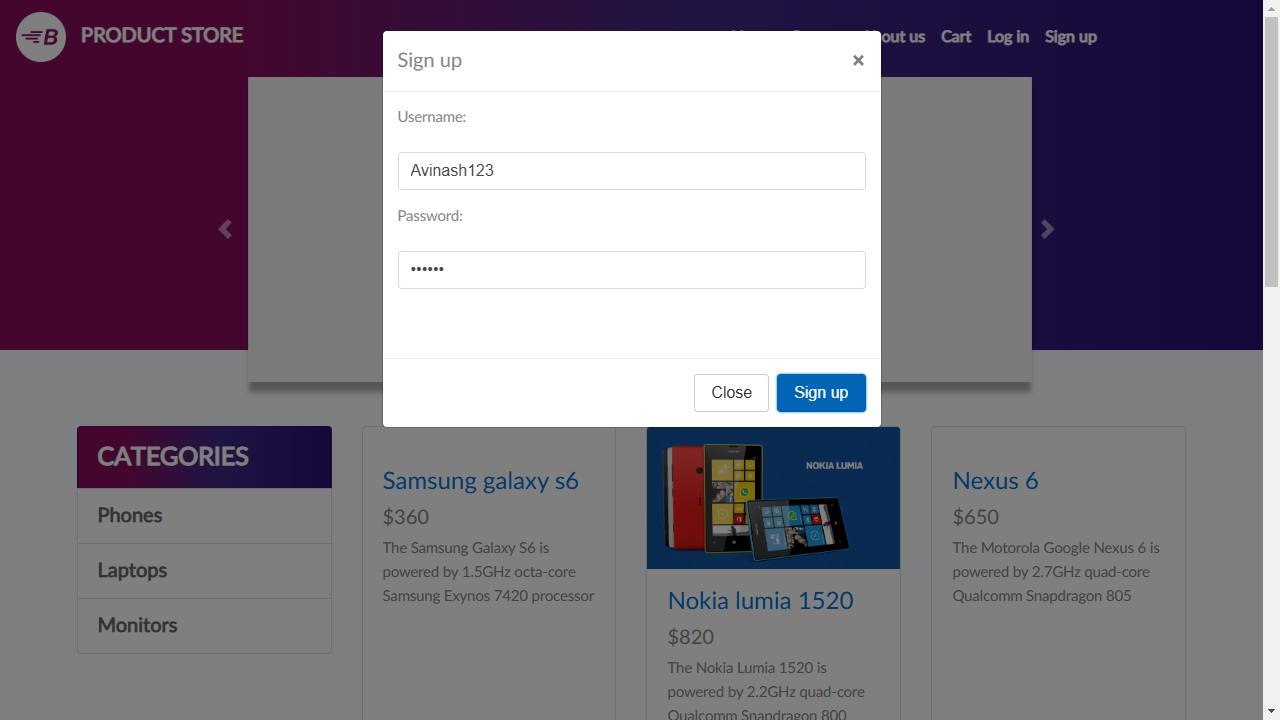 B PRODUCT STORE
out us Cart Log in Sign up
Sign up ×
Username:
Avinash123
Password:
••••••
Close Sign up
CATEGORIES
Phones
Laptops
Monitors
Samsung galaxy s6
$360
The Samsung Galaxy S6 is
powered by 1.5GHz octa-core
Samsung Exynos 7420 processor
NOKIA LUMIA
Nokia lumia 1520
$820
The Nokia Lumia 1520 is
powered by 2.2GHz quad-core
Qualcomm Snapdragon 800
Nexus 6
$650
The Motorola Google Nexus 6 is
powered by 2.7GHz quad-core
Qualcomm Snapdragon 805